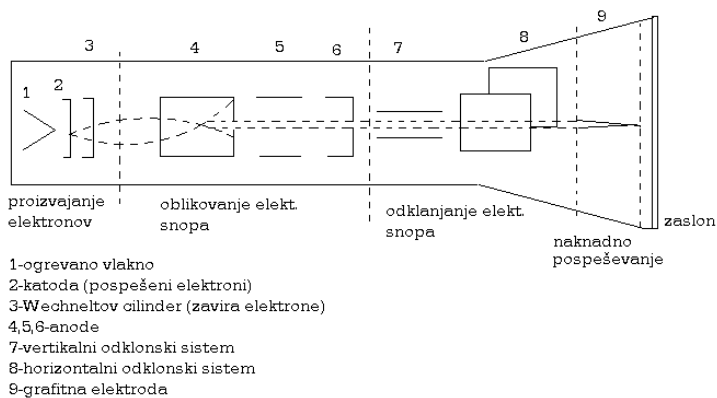 9
8
3
4
5
6
7
2
1
proizvajanje
elektronov
oblikovanje elekt.
snopa
odklanjanje elekt.
snopa
zaslon
naknadno
pospeševanje
1-ogrevano vlakno
2-katoda (pospešeni elektroni)
3-Wechneltov cilinder (zavira elektrone)
4,5,6-anode
7-vertikalni odklonski sistem
8-horizontalni odklonski sistem
9-grafitna elektroda